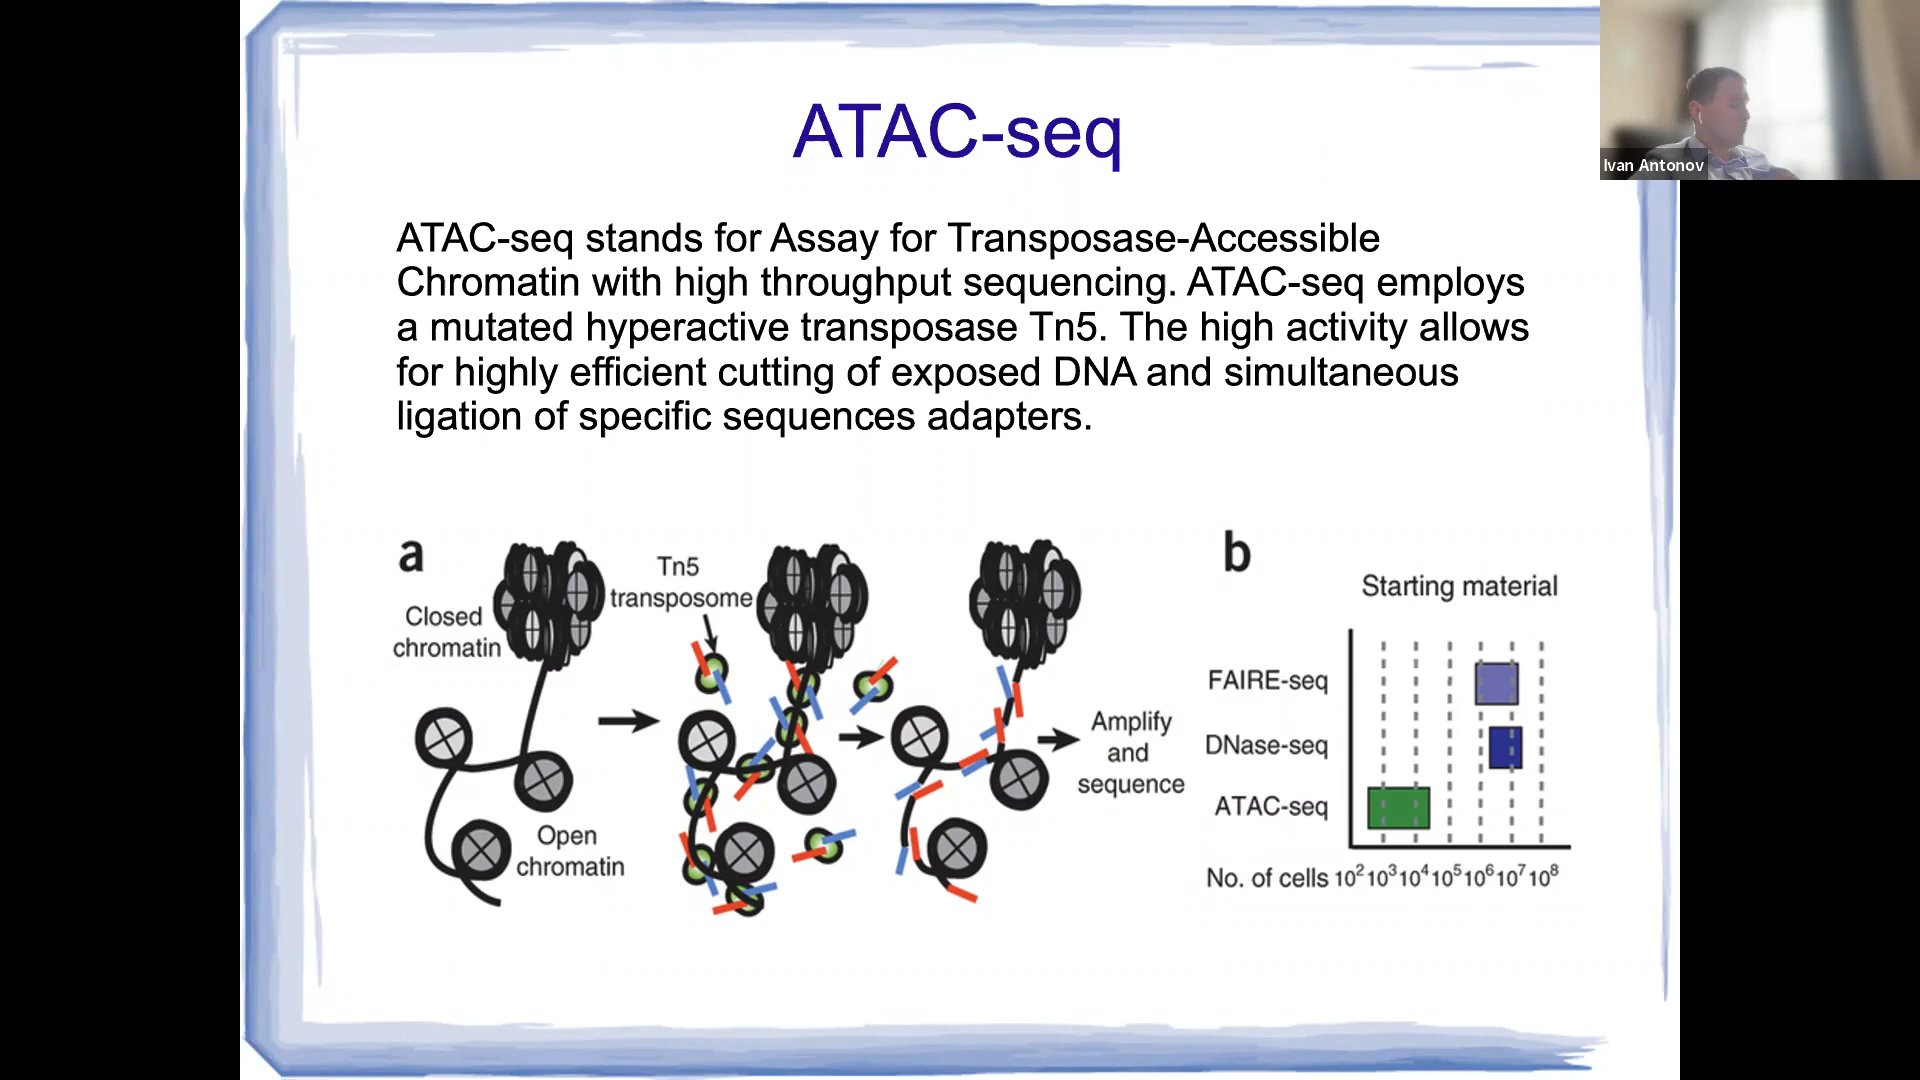 ATAC-seq
Ivan Antonov
ATAC-seq stands for Assay for Transposase-Accessible
Chromatin with high throughput sequencing. ATAC-seq employs
a mutated hyperactive transposase Tn5. The high activity allows
for highly efficient cutting of exposed DNA and simultaneous
ligation of specific sequences adapters.
a
Closed
chromatin
Tn5
transposome
Open
chromatin
Amplify
and
sequence
b
Starting material
FAIRE-seq
DNase-seq
ATAC-seq
No. of cells 10² 10³ 10⁴ 10⁵ 10⁶ 10⁷ 10⁸